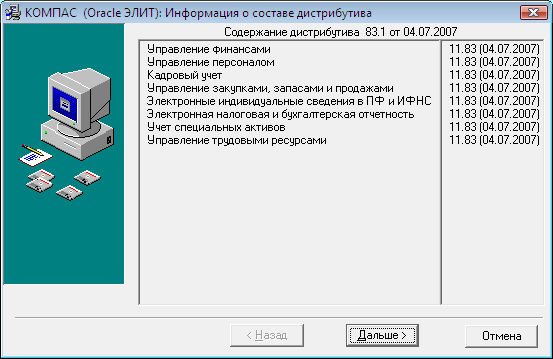 КОМПАС (Oracle ЭЛИТ): Информация о составе дистрибутива
Содержание дистрибутива 83.1 от 04.07.2007
Управление финансами 11.83 (04.07.2007)
Управление персоналом 11.83 (04.07.2007)
Кадровый учет 11.83 (04.07.2007)
Управление закупками, запасами и продажами 11.83 (04.07.2007)
Электронные индивидуальные сведения в ПФ и ИФНС 11.83 (04.07.2007)
Электронная налоговая и бухгалтерская отчетность 11.83 (04.07.2007)
Учет специальных активов 11.83 (04.07.2007)
Управление трудовыми ресурсами 11.83 (04.07.2007)
< Назад Дальше > Отмена